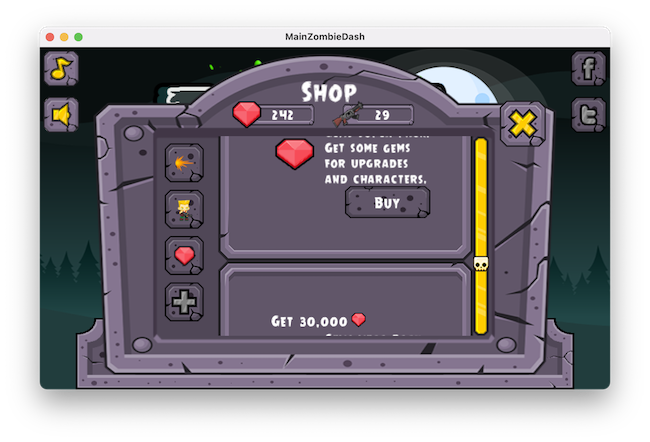 MainZombieDash
Shop
242
29
Get some gems
for upgrades
and characters.
Buy
Get 30,000
f
t